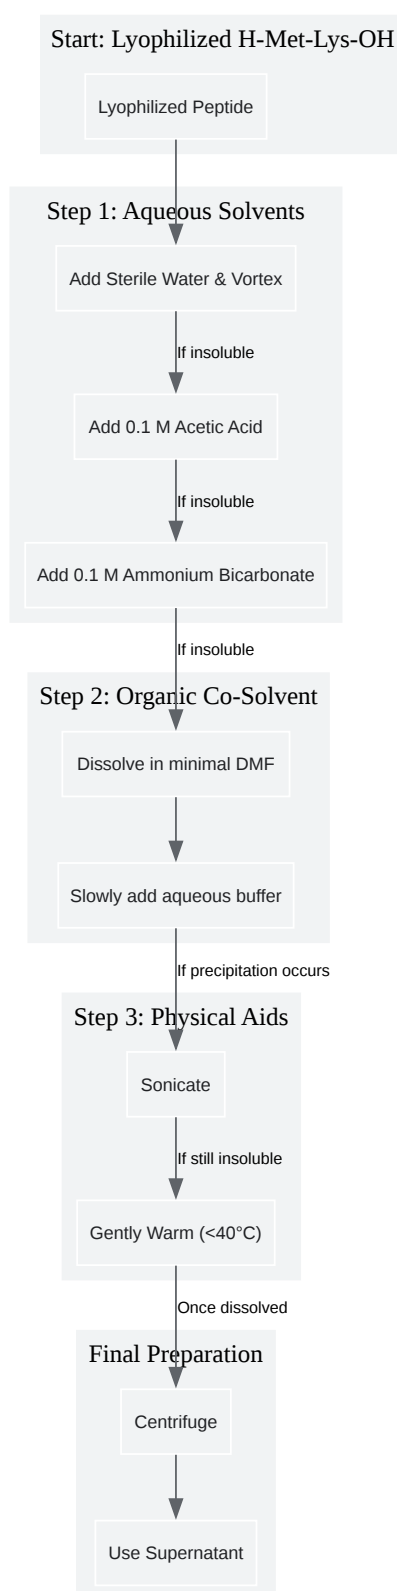 Start: Lyophilized H-Met-Lys-OH
Lyophilized Peptide
Step 1: Aqueous Solvents
Add Sterile Water & Vortex
If insoluble
Add 0.1 M Acetic Acid
If insoluble
Add 0.1 M Ammonium Bicarbonate
If insoluble
Step 2: Organic Co-Solvent
Dissolve in minimal DMF
Slowly add aqueous buffer
If precipitation occurs
Step 3: Physical Aids
Sonicate
If still insoluble
Gently Warm (<40°C)
Once dissolved
Final Preparation
Centrifuge
Use Supernatant